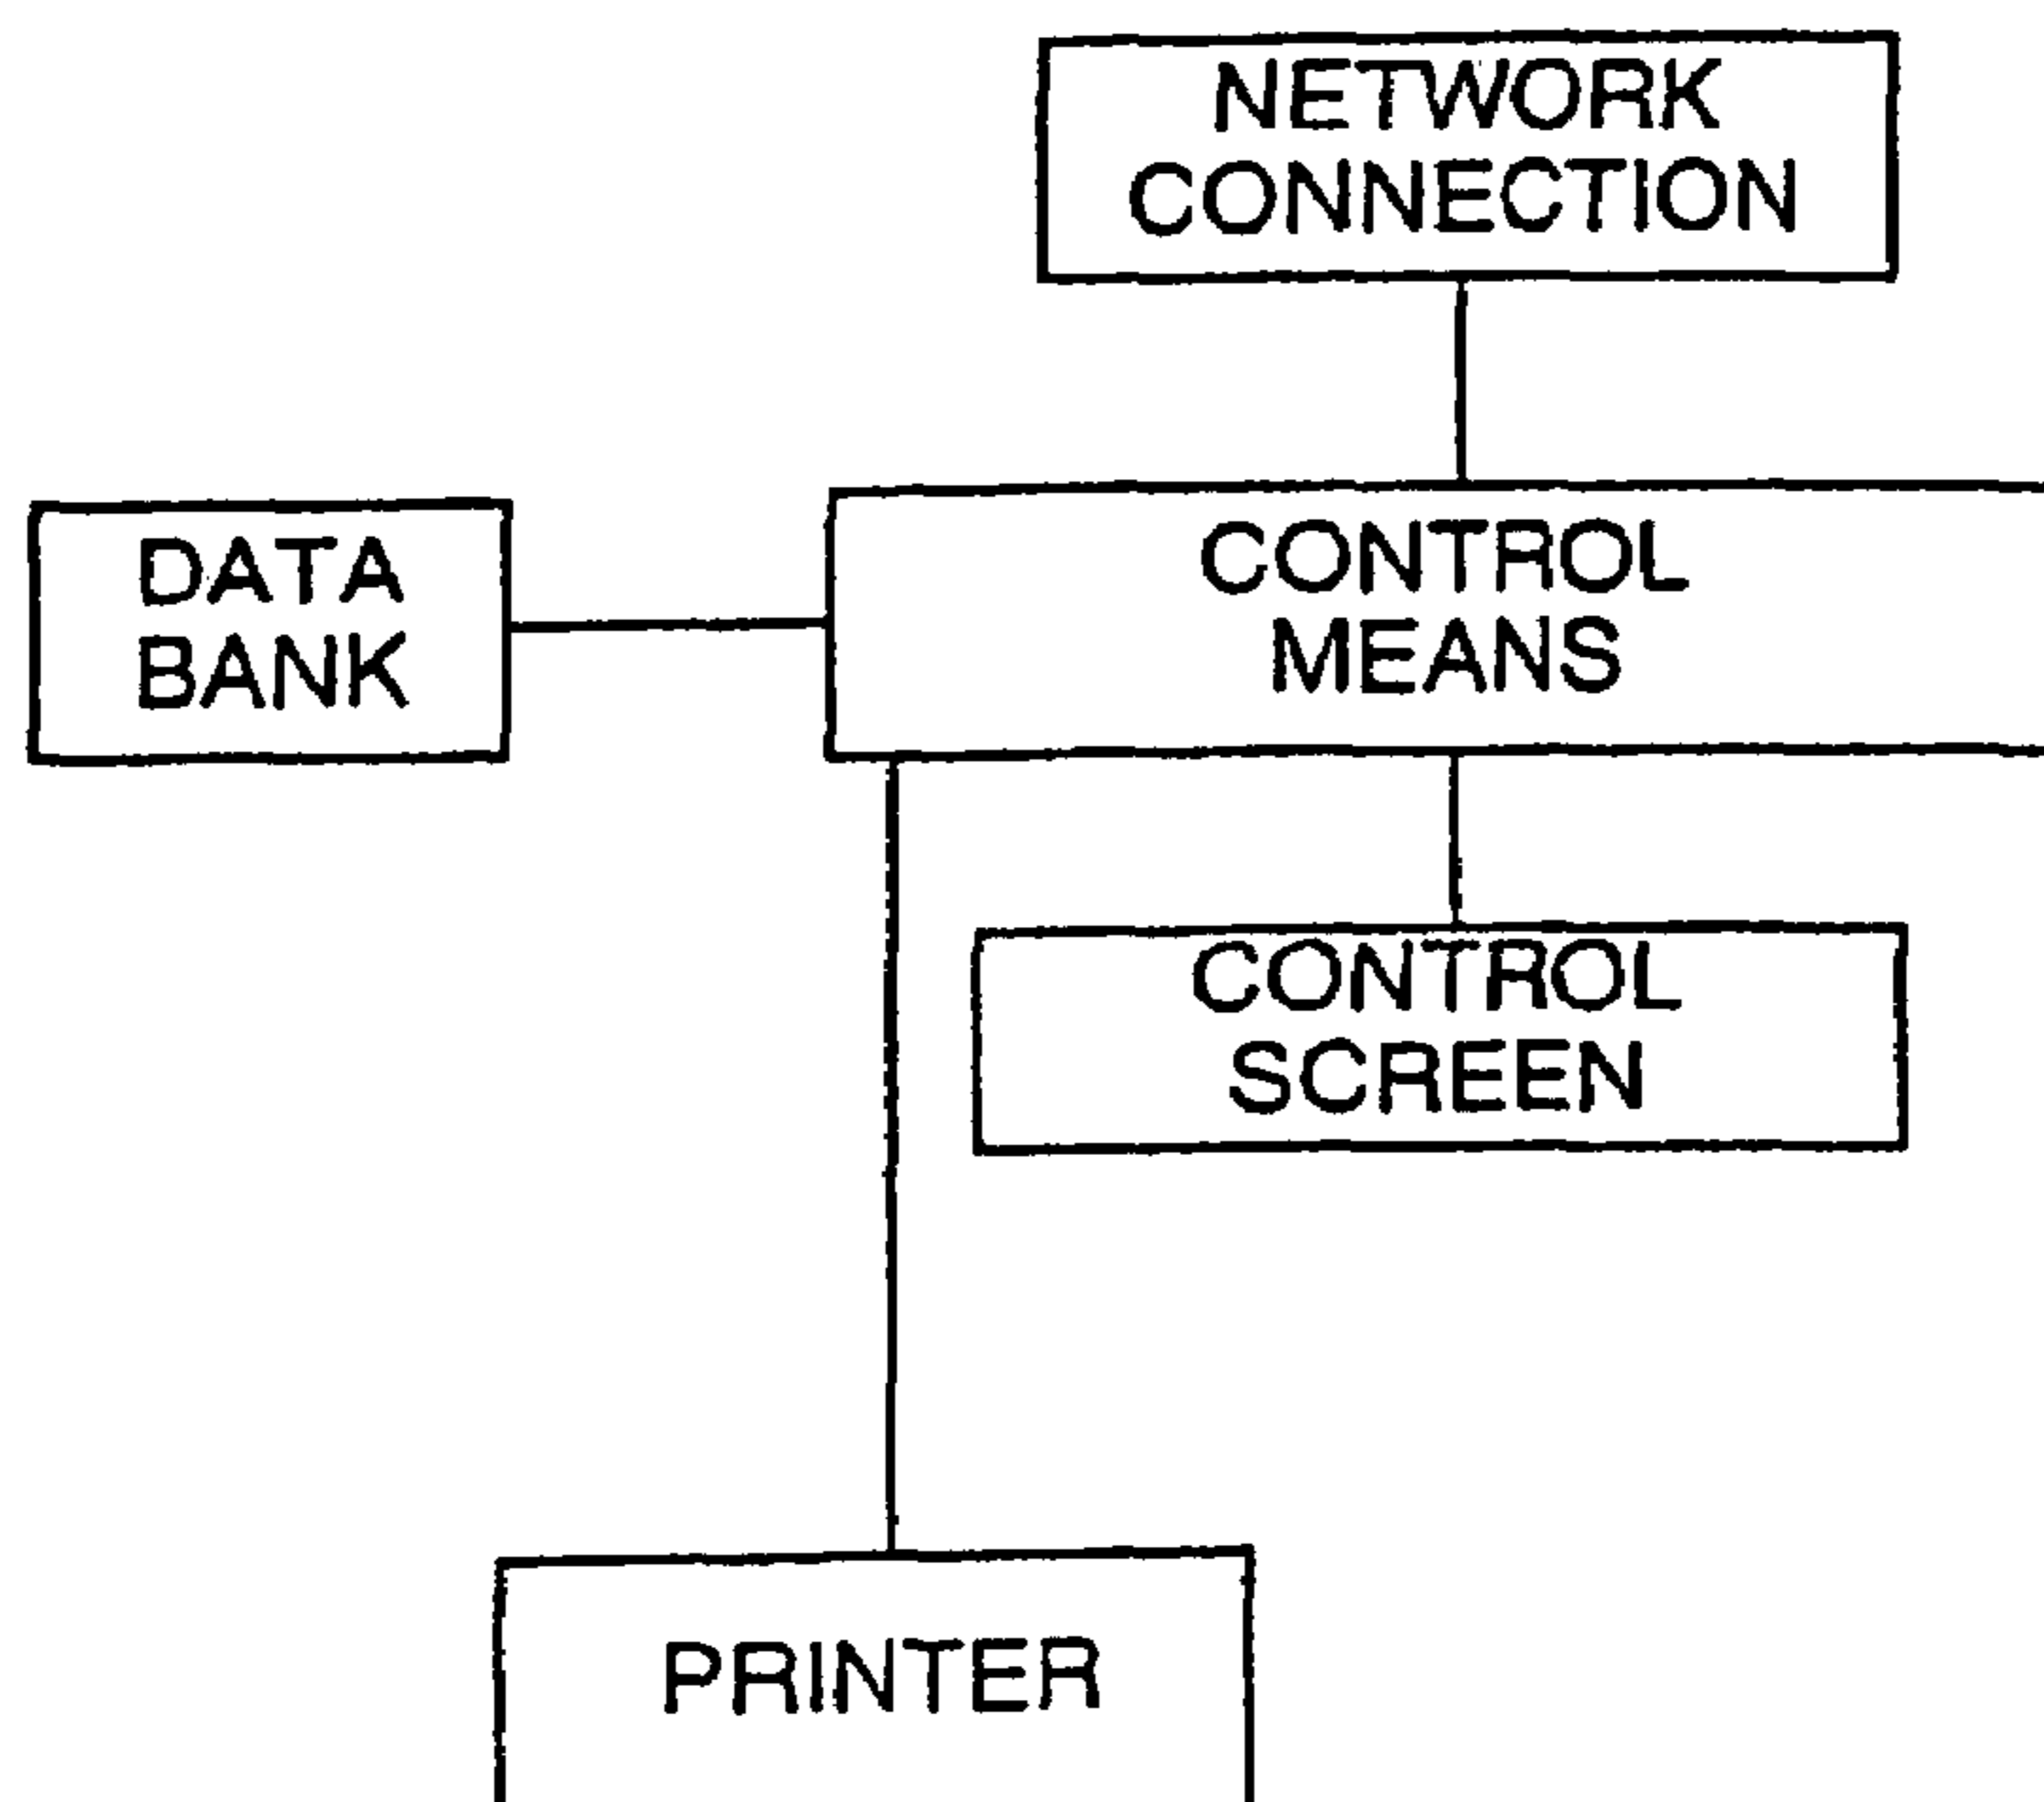 NETWORK
CONNECTION
DATA
BANK
CONTROL
MEANS
CONTROL
SCREEN
PRINTER